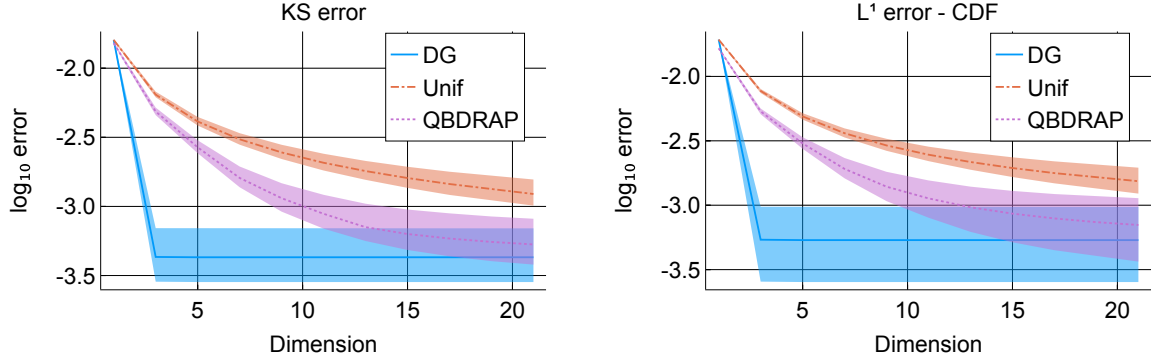 KS error
-2.0
-2.5
-3.0
-3.5
log₁₀ error
5
10
15
20
Dimension
DG
Unif
QBDRAP
L¹ error - CDF
-2.0
-2.5
-3.0
-3.5
log₁₀ error
5
10
15
20
Dimension
DG
Unif
QBDRAP